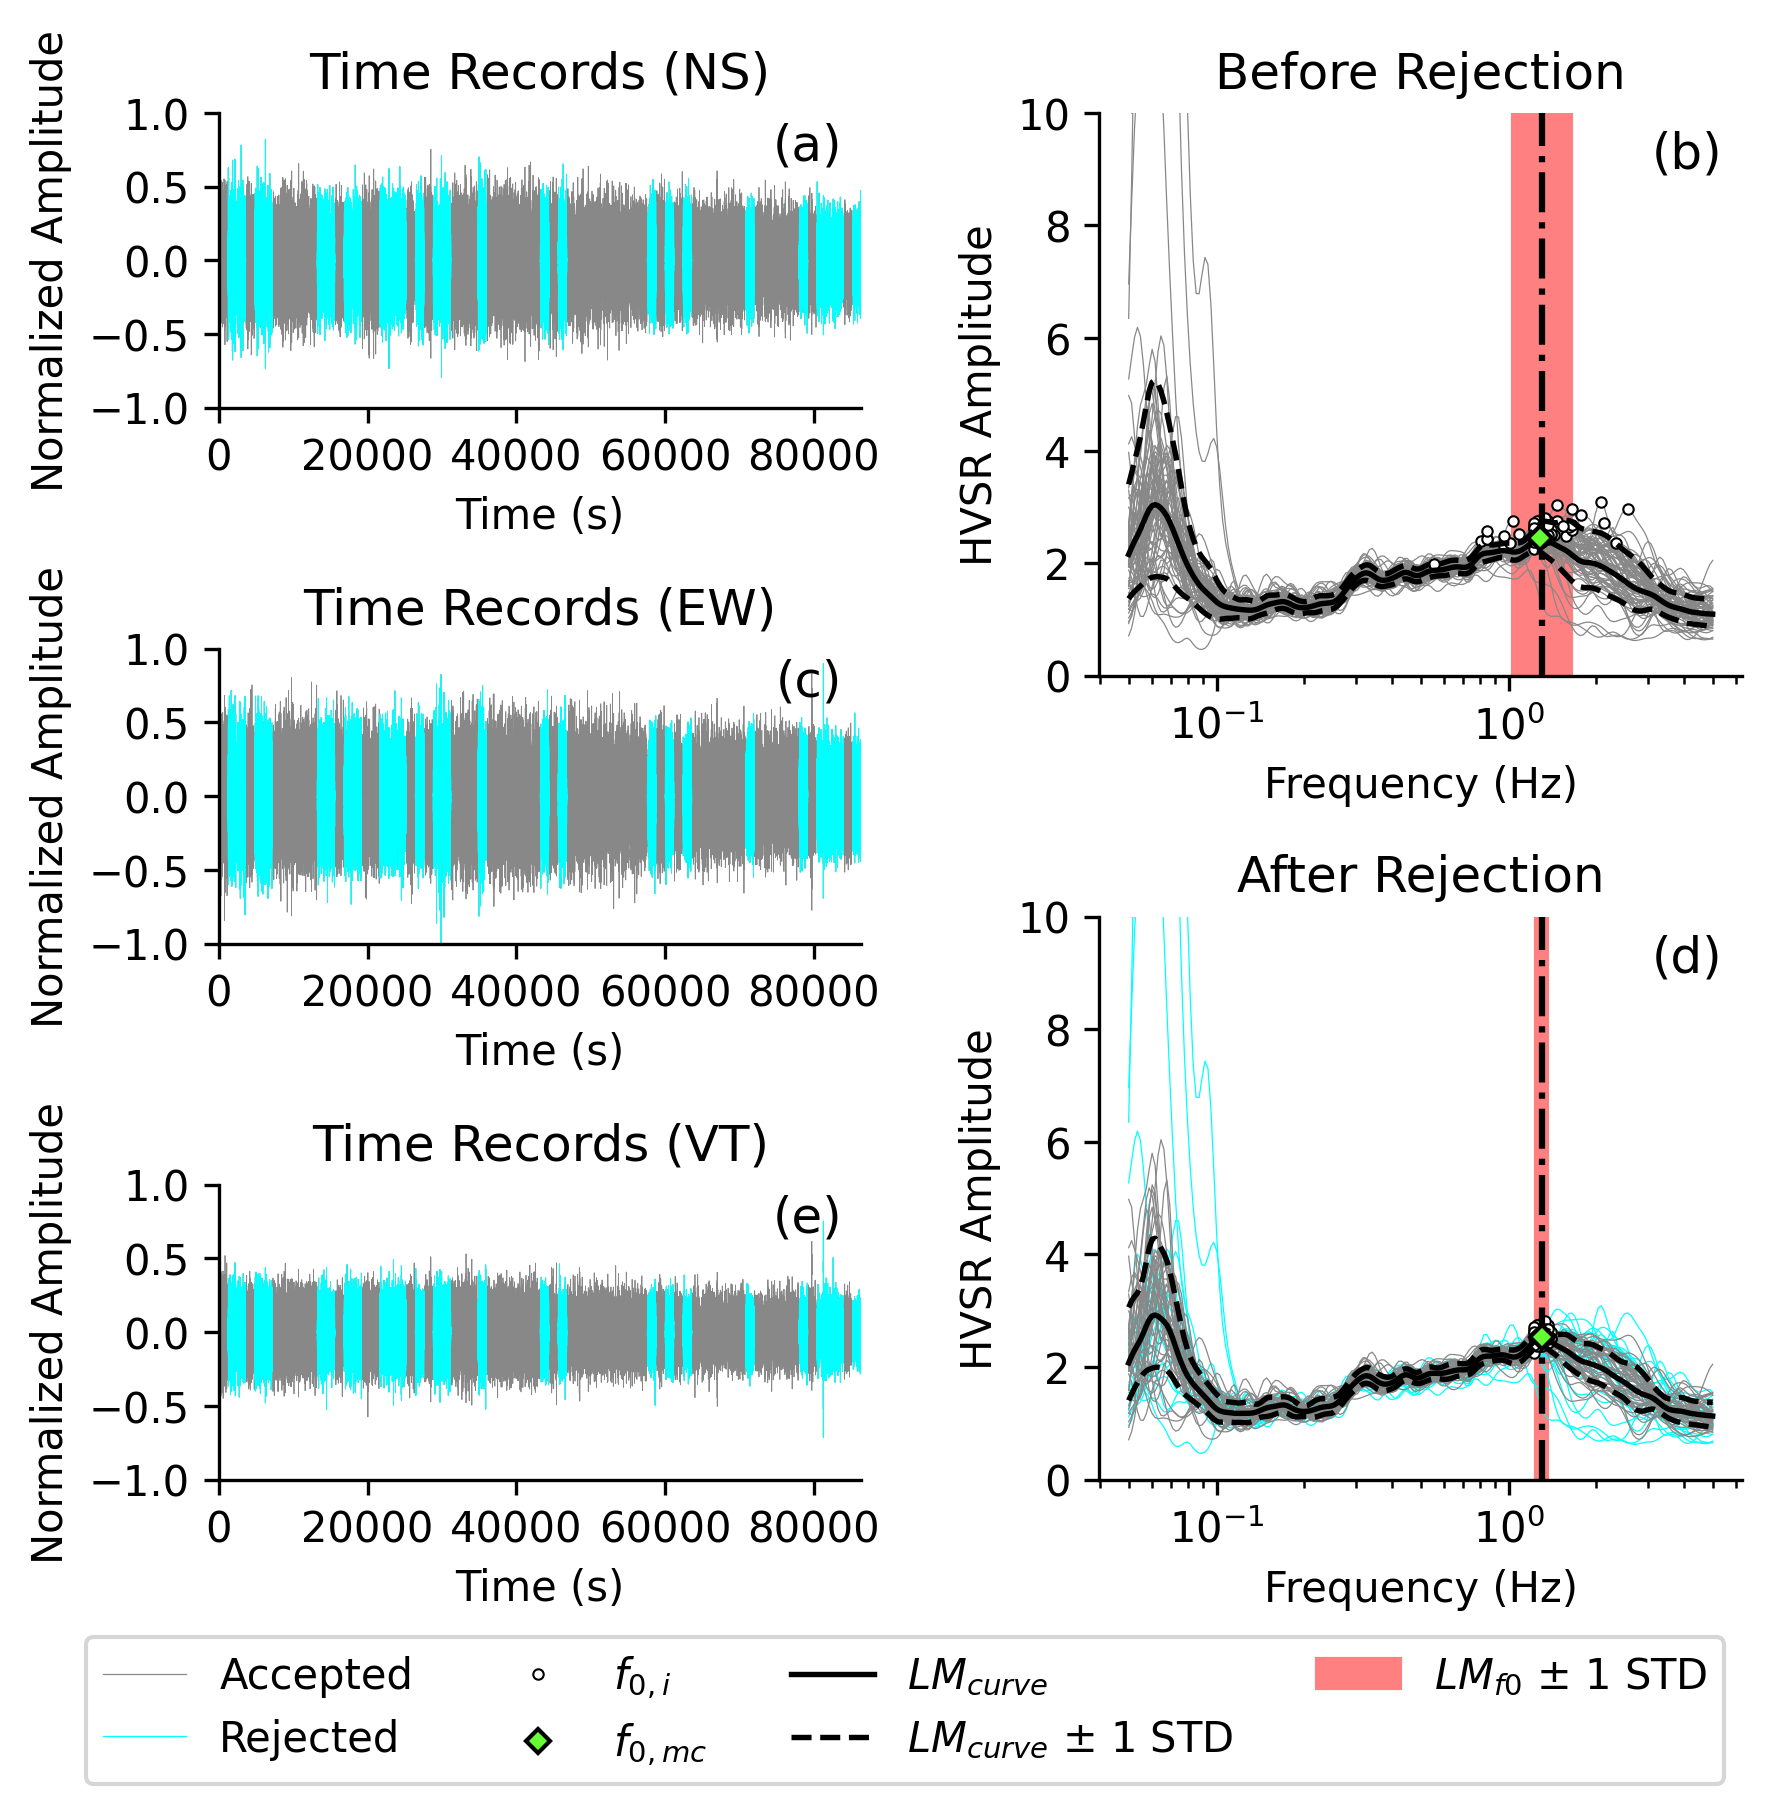 Time Records (NS)
Normalized Amplitude
1.0
0.5
0.0
−0.5
−1.0
(a)
0 20000 40000 60000 80000
Time (s)
Before Rejection
HVSR Amplitude
10
8
6
4
2
0
(b)
10⁻¹ 10⁰
Frequency (Hz)
Time Records (EW)
Normalized Amplitude
1.0
0.5
0.0
−0.5
−1.0
(c)
0 20000 40000 60000 80000
Time (s)
After Rejection
HVSR Amplitude
10
8
6
4
2
0
(d)
10⁻¹ 10⁰
Frequency (Hz)
Time Records (VT)
Normalized Amplitude
1.0
0.5
0.0
−0.5
−1.0
(e)
0 20000 40000 60000 80000
Time (s)
Accepted
Rejected
f0,i
f0,mc
LMcurve
LMcurve ± 1 STD
LMf0 ± 1 STD